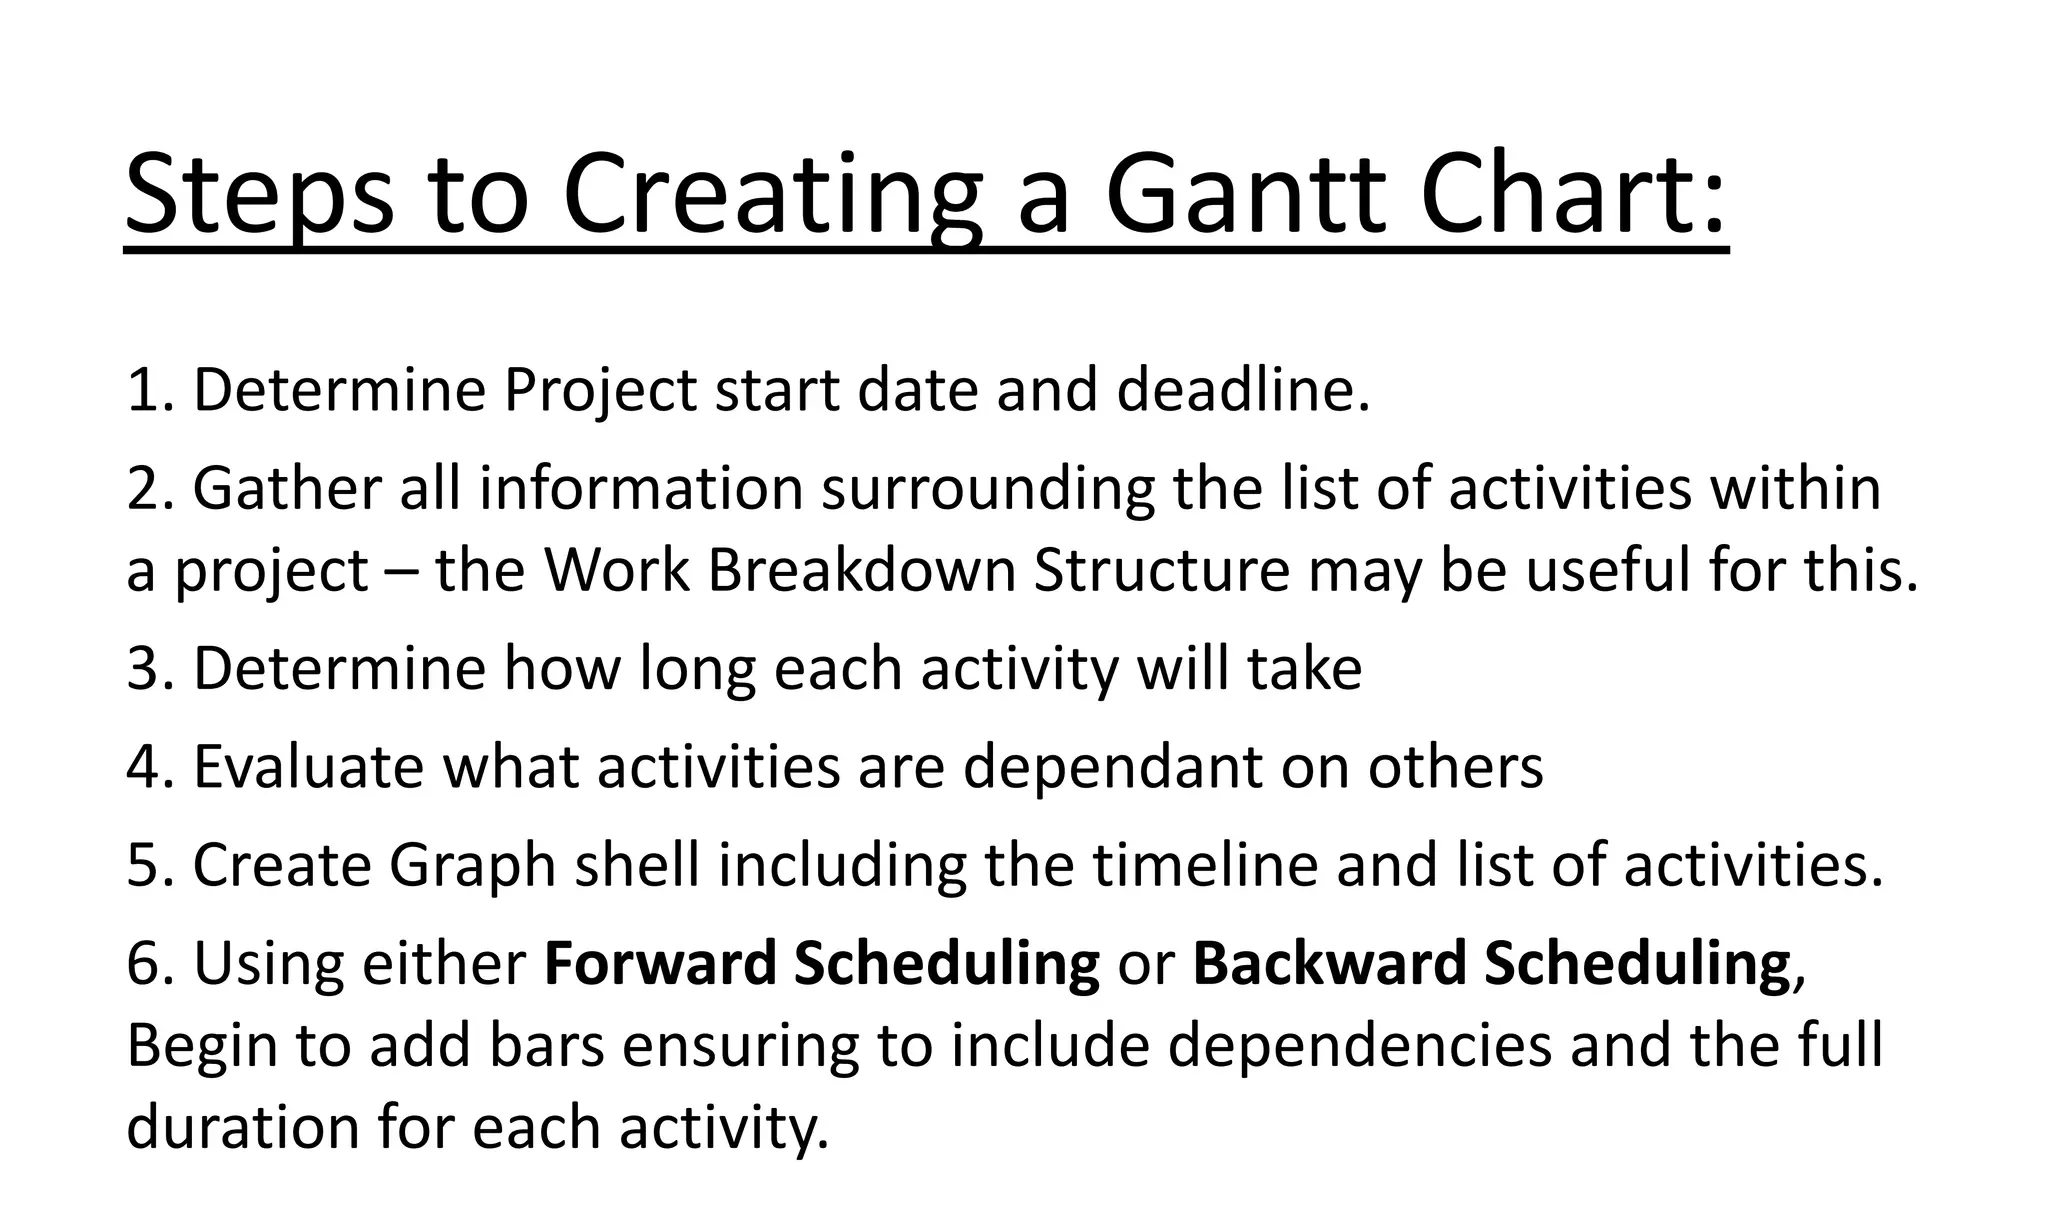 Steps to Creating a Gantt Chart:
1. Determine Project start date and deadline.
2. Gather all information surrounding the list of activities within
a project – the Work Breakdown Structure may be useful for this.
3. Determine how long each activity will take
4. Evaluate what activities are dependant on others
5. Create Graph shell including the timeline and list of activities.
6. Using either Forward Scheduling or Backward Scheduling,
Begin to add bars ensuring to include dependencies and the full
duration for each activity.